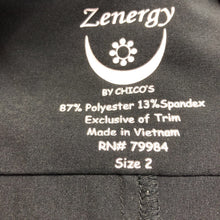 Zenergy
BY CHICO'S
87% Polyester 13%Spandex
Exclusive of Trim
Made in Vietnam
RN# 79984
Size 2